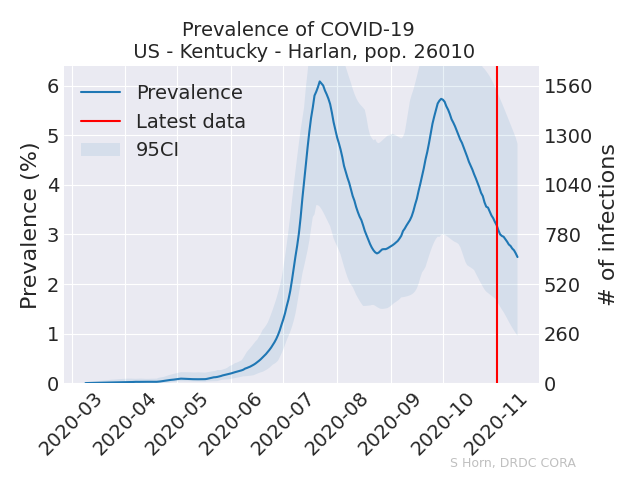 Prevalence of COVID-19
US - Kentucky - Harlan, pop. 26010
Prevalence
Latest data
95CI
Prevalence (%)
6
5
4
3
2
1
0
1560
1300
1040
780
520
260
0
# of infections
2020-03
2020-04
2020-05
2020-06
2020-07
2020-08
2020-09
2020-10
2020-11
S Horn, DRDC CORA